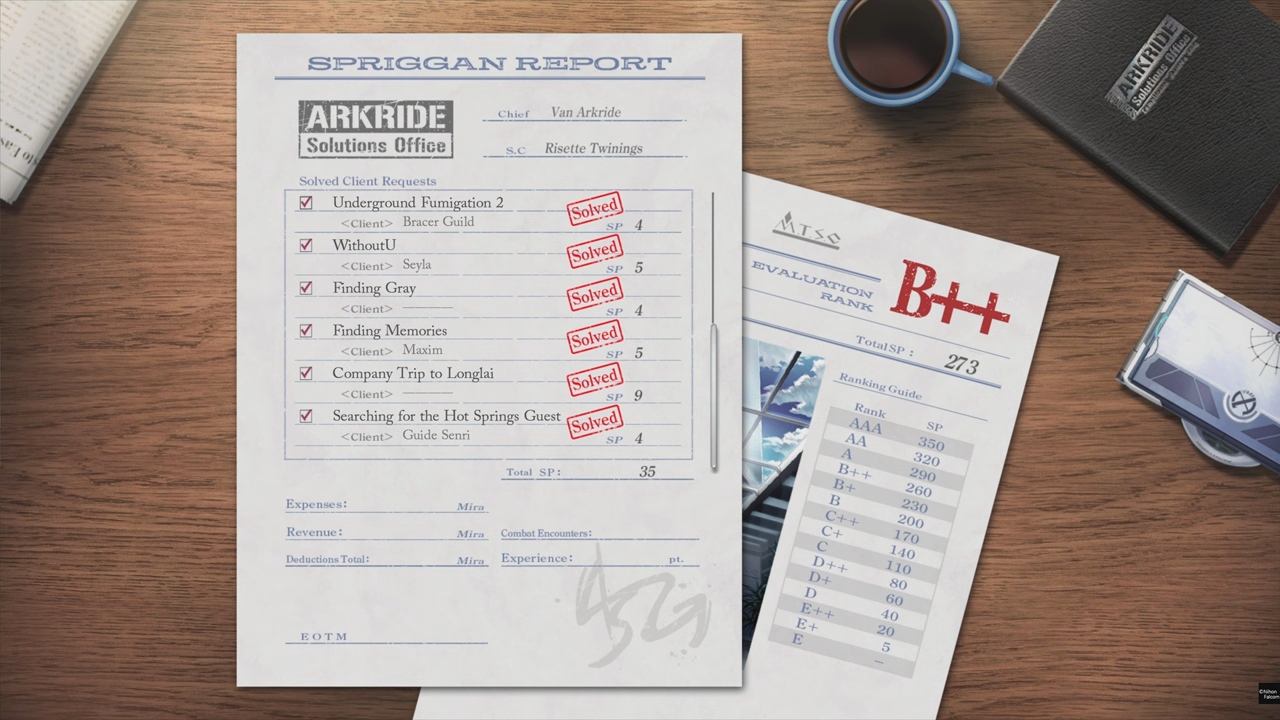 SPRIGGAN REPORT
ARKRIDE
Solutions Office
Chief Van Arkride
S.C Risette Twinings
Solved Client Requests
Underground Fumigation 2
<Client> Bracer Guild
Solved
SP 4
WithoutU
<Client> Seyla
Solved
SP 5
Finding Gray
<Client> ————
Solved
SP 4
Finding Memories
<Client> Maxim
Solved
SP 5
Company Trip to Longlai
<Client> ————
Solved
SP 9
Searching for the Hot Springs Guest
<Client> Guide Senri
Solved
SP 4
Total SP: 35
Expenses: Mira
Revenue: Mira
Combat Encounters:
Deductions Total: Mira
Experience: pt.
EOTM
MTSC
EVALUATION
RANK
B++
Total SP: 273
Ranking Guide
Rank SP
AAA 350
AA 320
A 290
B++ 260
B+ 230
B 200
C++ 170
C+ 140
C 110
D++ 80
D+ 60
D 40
E++ 20
E+ 5
E –
ARKRIDE
Solutions Office
©Nihon
Falcom